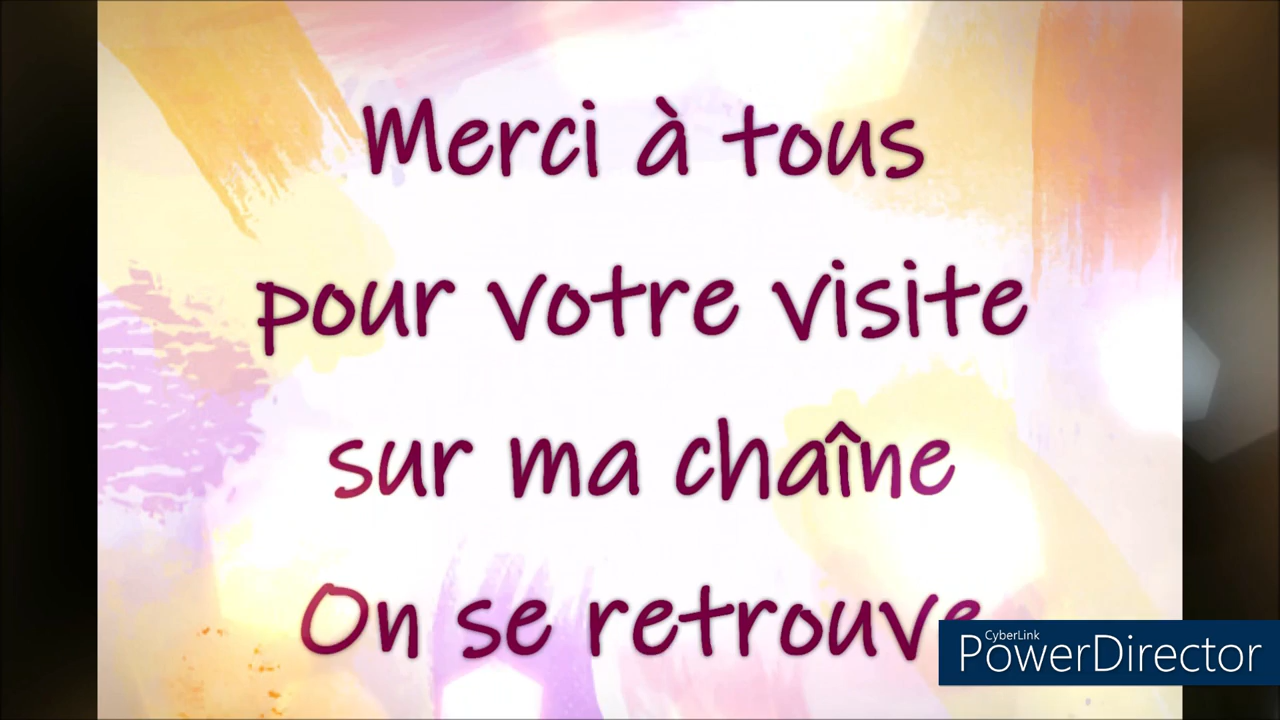 Merci à tous
pour votre visite
sur ma chaîne
On se retrouve
CyberLink
PowerDirector